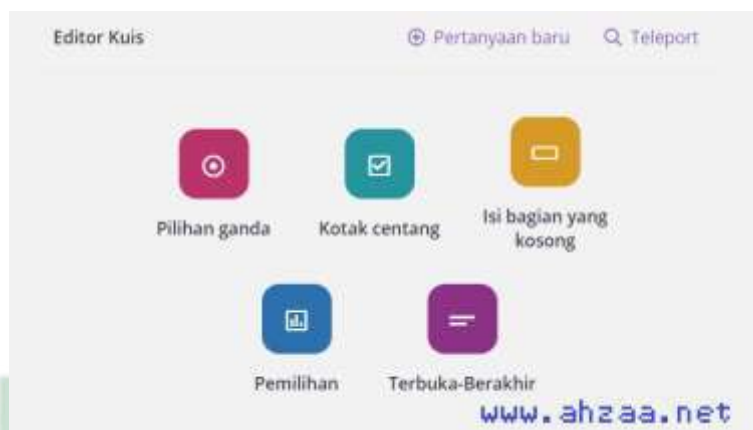 Editor Kuis
Pertanyaan baru
Teleport
Pilihan ganda
Kotak centang
Isi bagian yang
kosong
Pemilihan
Terbuka-Berakhir
www.ahzaa.net